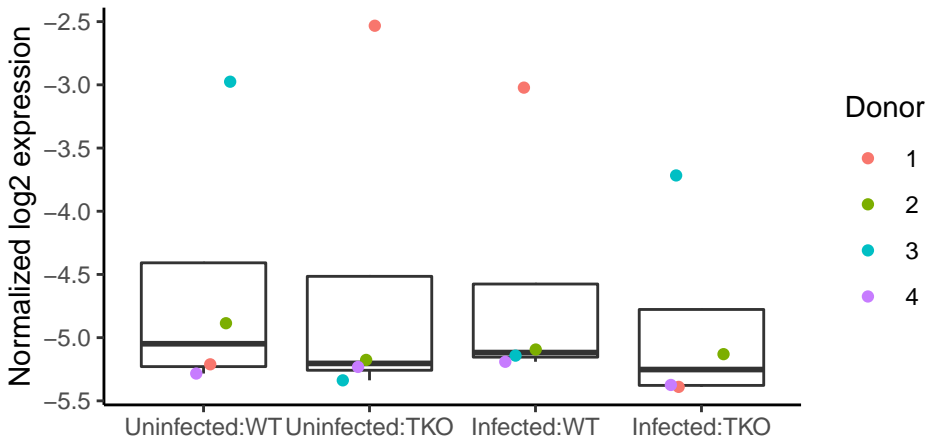 Normalized log2 expression
−2.5
−3.0
−3.5
−4.0
−4.5
−5.0
−5.5
Uninfected:WT
Uninfected:TKO
Infected:WT
Infected:TKO
Donor
1
2
3
4